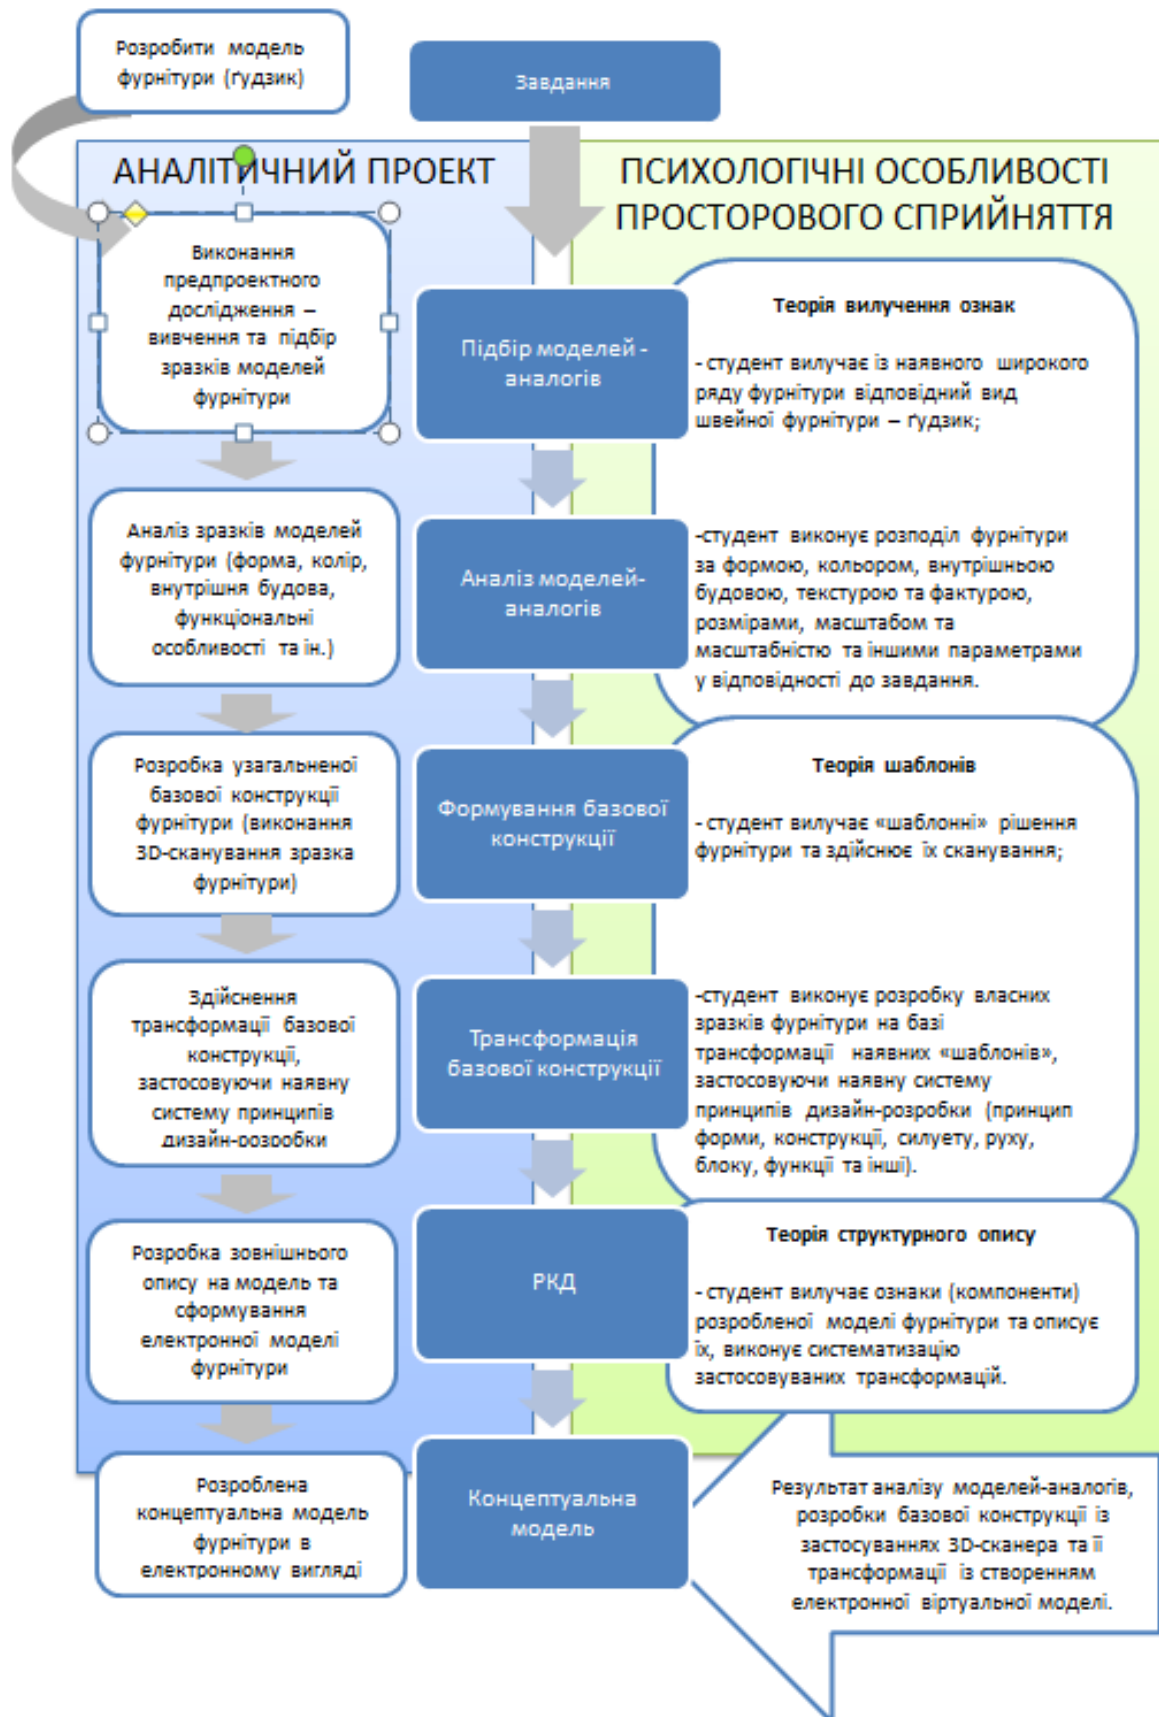 Розробити модель
фурнітури (ґудзик)
Завдання
АНАЛІТИЧНИЙ ПРОЕКТ
ПСИХОЛОГІЧНІ ОСОБЛИВОСТІ
ПРОСТОРОВОГО СПРИЙНЯТТЯ
Виконання
предпроектного
дослідження –
вивчення та підбір
зразків моделей
фурнітури
Підбір моделей -
аналогів
Теорія вилучення ознак
- студент вилучає із наявного широкого
ряду фурнітури відповідний вид
швейної фурнітури – ґудзик;
Аналіз зразків моделей
фурнітури (форма, колір,
внутрішня будова,
функціональні
особливості та ін.)
Аналіз моделей-
аналогів
-студент виконує розподіл фурнітури
за формою, кольором, внутрішньою
будовою, текстурою та фактурою,
розмірами, масштабом та
масштабністю та іншими параметрами
у відповідності до завдання.
Розробка узагальненої
базової конструкції
фурнітури (виконання
3D-сканування зразка
фурнітури)
Формування базової
конструкції
Теорія шаблонів
- студент вилучає «шаблонні» рішення
фурнітури та здійснює їх сканування;
Здійснення
трансформації базової
конструкції,
застосовуючи наявну
систему принципів
дизайн-розробки
Трансформація
базової конструкції
-студент виконує розробку власних
зразків фурнітури на базі
трансформації наявних «шаблонів»,
застосовуючи наявну систему
принципів дизайн-розробки (принцип
форми, конструкції, силуету, руху,
блоку, функції та інші).
Розробка зовнішнього
опису на модель та
сформування
електронної моделі
фурнітури
РКД
Теорія структурного опису
- студент вилучає ознаки (компоненти)
розробленої моделі фурнітури та описує
їх, виконує систематизацію
застосовуваних трансформацій.
Розроблена
концептуальна модель
фурнітури в
електронному вигляді
Концептуальна
модель
Результат аналізу моделей-аналогів,
розробки базової конструкції із
застосуваннях 3D-сканера та її
трансформації із створенням
електронної віртуальної моделі.